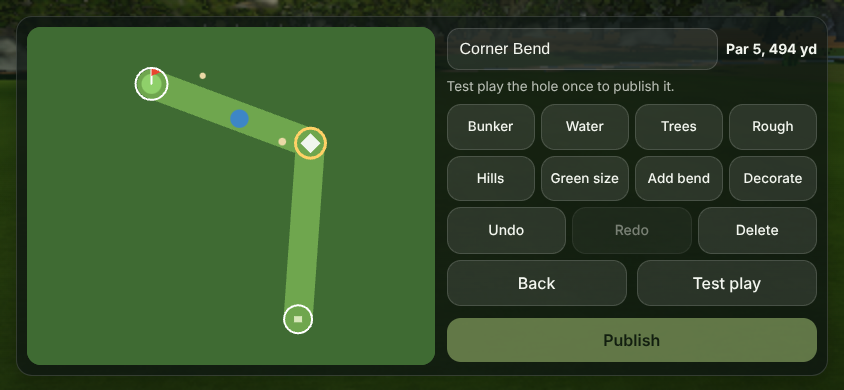 Corner Bend
Par 5, 494 yd
Test play the hole once to publish it.
Bunker
Water
Trees
Rough
Hills
Green size
Add bend
Decorate
Undo
Redo
Delete
Back
Test play
Publish